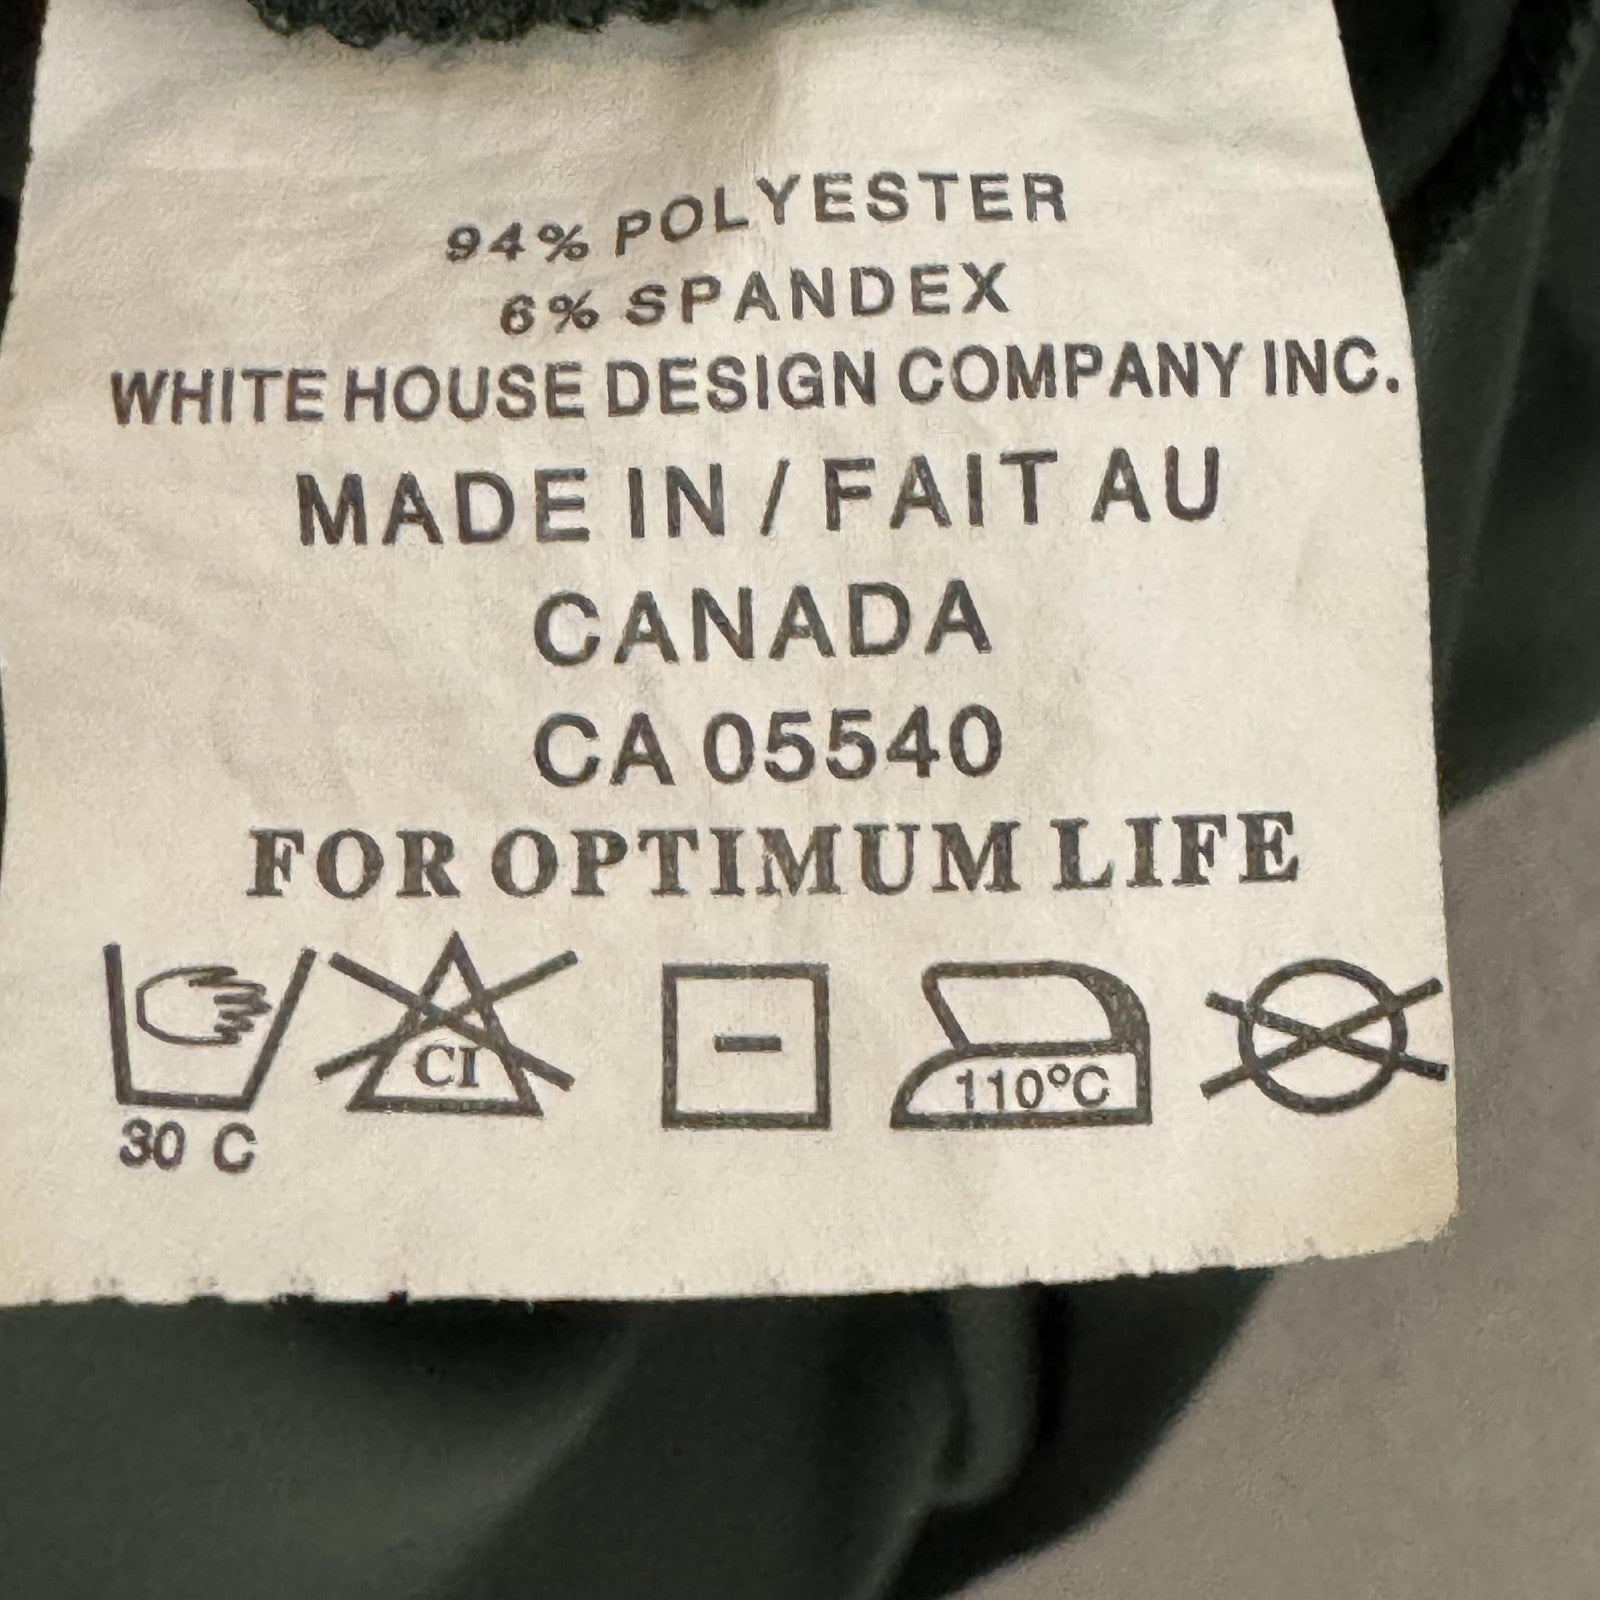 94% POLYESTER
6% SPANDEX
WHITE HOUSE DESIGN COMPANY INC.
MADE IN / FAIT AU
CANADA
CA 05540
FOR OPTIMUM LIFE
Cl
110°C
30 C